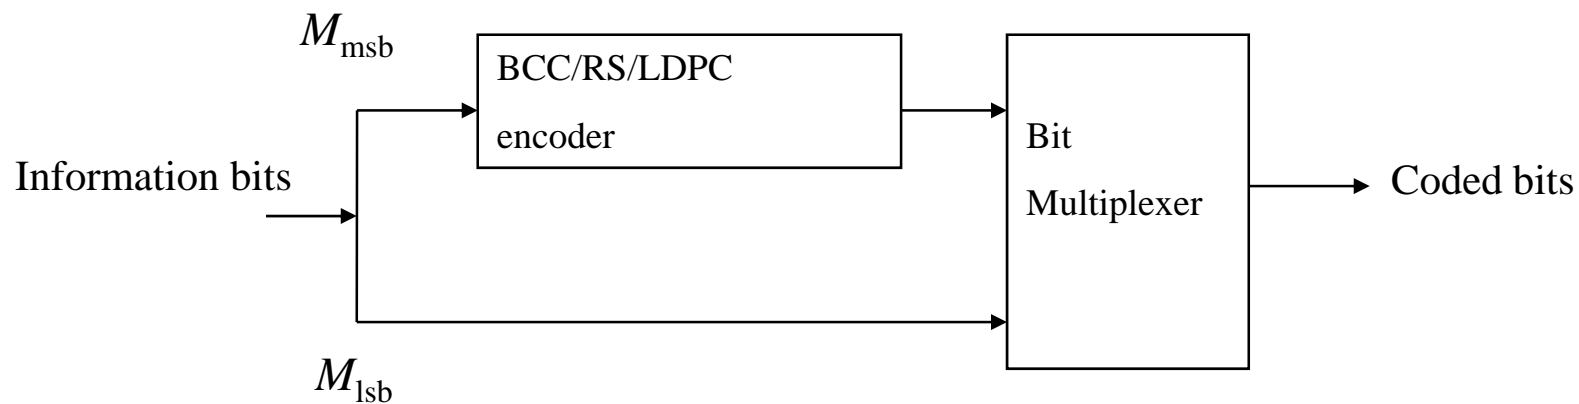 M_msb
BCC/RS/LDPC
encoder
Information bits
Bit
Multiplexer
Coded bits
M_lsb